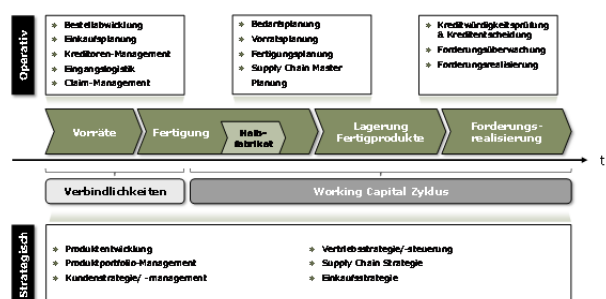 Operativ
* Bestellabwicklung
* Einkaufsplanung
* Kreditoren-Management
* Eingangslogistik
* Claim-Management
* Bedarfsplanung
* Vorratsplanung
* Fertigungsplanung
* Supply Chain Master
Planung
* Kreditwürdigkeitsprüfung
& Kreditentscheidung
* Forderungsüberwachung
* Forderungsrealisierung
Vorräte
Fertigung
Halb-
fabrikat
Lagerung
Fertigprodukte
Forderungs-
realisierung
t
Verbindlichkeiten
Working Capital Zyklus
Strategisch
* Produktentwicklung
* Produktportfolio-Management
* Kundenstrategie/ -management
* Vertriebsstrategie/-steuerung
* Supply Chain Strategie
* Einkaufsstrategie